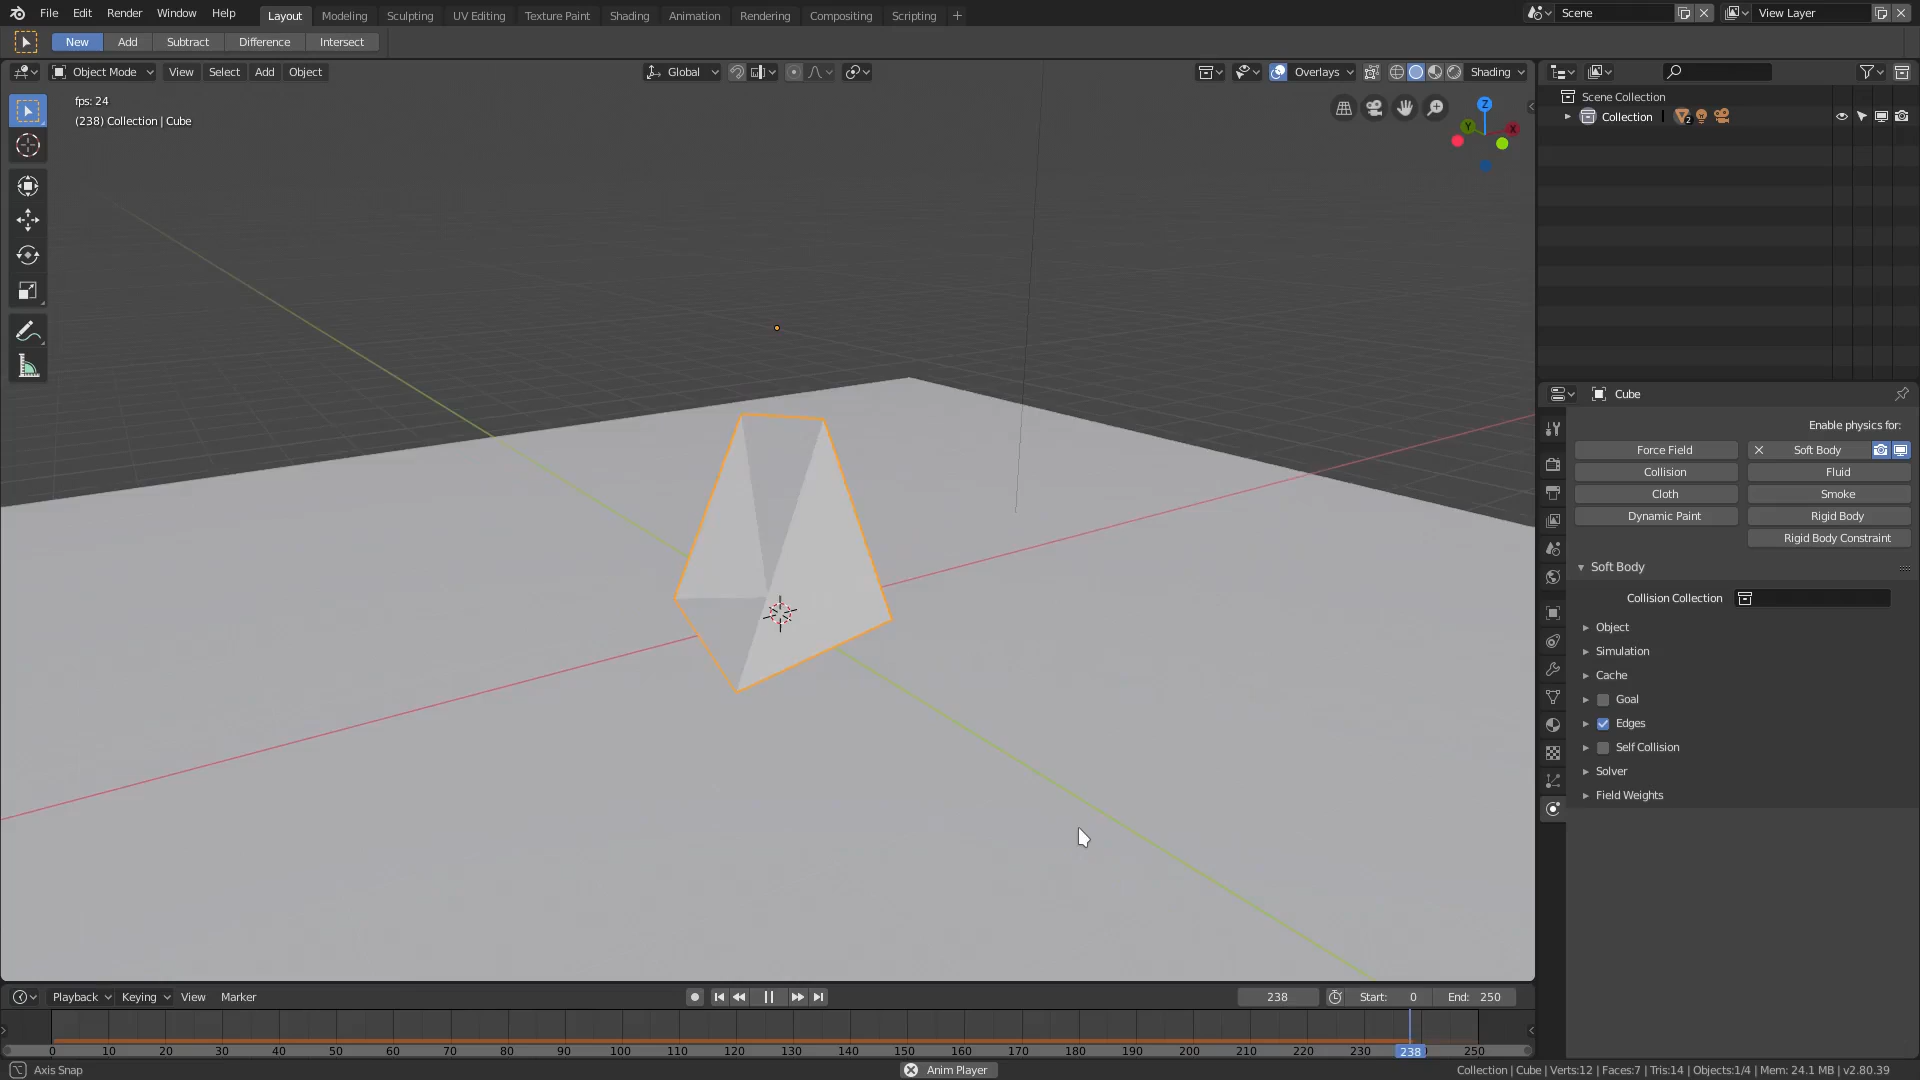 File Edit Render Window Help Layout Modeling Sculpting UV Editing Texture Paint Shading Animation Rendering Compositing Scripting + Scene View Layer
New Add Subtract Difference Intersect
Object Mode View Select Add Object Global Overlays Shading
fps: 24
(238) Collection | Cube
Z
Y
X
Scene Collection
Collection 2
Cube
Enable physics for:
Force Field Soft Body
Collision Fluid
Cloth Smoke
Dynamic Paint Rigid Body
Rigid Body Constraint
Soft Body
Collision Collection
Object
Simulation
Cache
Goal
Edges
Self Collision
Solver
Field Weights
Playback Keying View Marker 238 Start: 0 End: 250
0 10 20 30 40 50 60 70 80 90 100 110 120 130 140 150 160 170 180 190 200 210 220 230 238 250
Axis Snap Anim Player Collection | Cube | Verts:12 | Faces:7 | Tris:14 | Objects:1/4 | Mem: 24.1 MB | v2.80.39